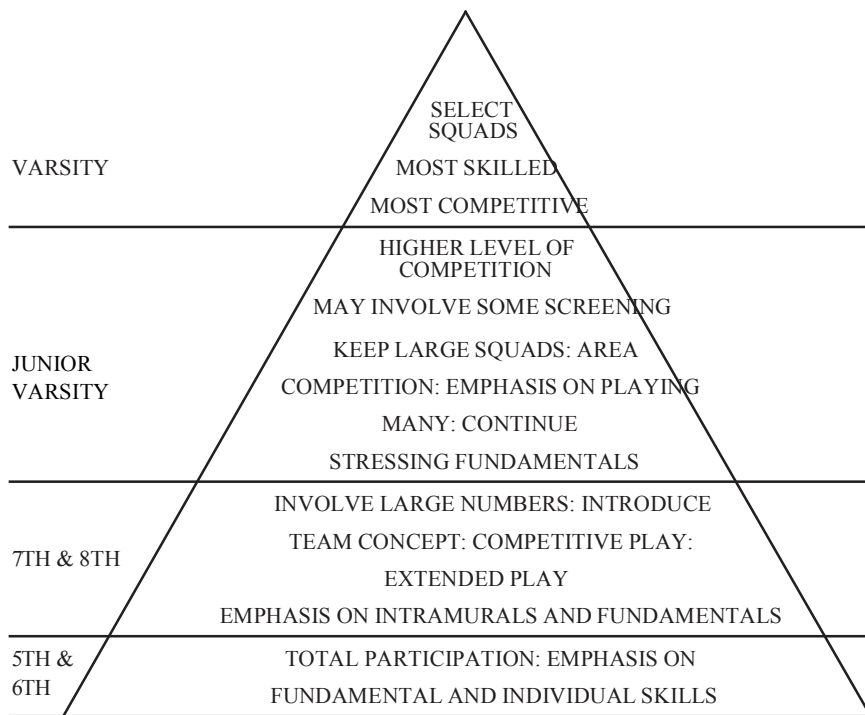 SELECT
SQUADS
VARSITY
MOST SKILLED
MOST COMPETITIVE
HIGHER LEVEL OF
COMPETITION
MAY INVOLVE SOME SCREENING
JUNIOR
VARSITY
KEEP LARGE SQUADS: AREA
COMPETITION: EMPHASIS ON PLAYING
MANY: CONTINUE
STRESSING FUNDAMENTALS
7TH & 8TH
INVOLVE LARGE NUMBERS: INTRODUCE
TEAM CONCEPT: COMPETITIVE PLAY:
EXTENDED PLAY
EMPHASIS ON INTRAMURALS AND FUNDAMENTALS
5TH &
6TH
TOTAL PARTICIPATION: EMPHASIS ON
FUNDAMENTAL AND INDIVIDUAL SKILLS